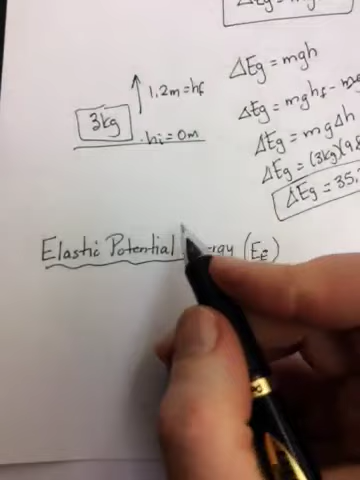 ΔEg = mgh
1.2m = hf
3kg
hi = 0m
ΔEg = mghf -
ΔEg = mgΔh
ΔEg = (3kg)(9.8
ΔEg = 35.
Elastic Potential (Ee)